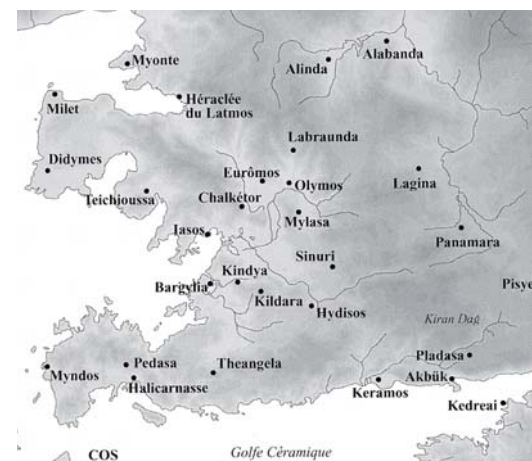 Alabanda
Alinda
Myonte
Milet
Héraclée
du Latmos
Labraunda
Didymes
Eurômos
Olymos
Lagina
Teichioussa
Chalkétor
Mylasa
Iasos
Panamara
Sinuri
Kindya
Bargylia
Kildara
Pisye
Hydisos
Kiran Dağ
Pladasa
Pedasa
Theangela
Myndos
Akbük
Halicarnasse
Keramos
Kedreai
COS
Golfe Céramique